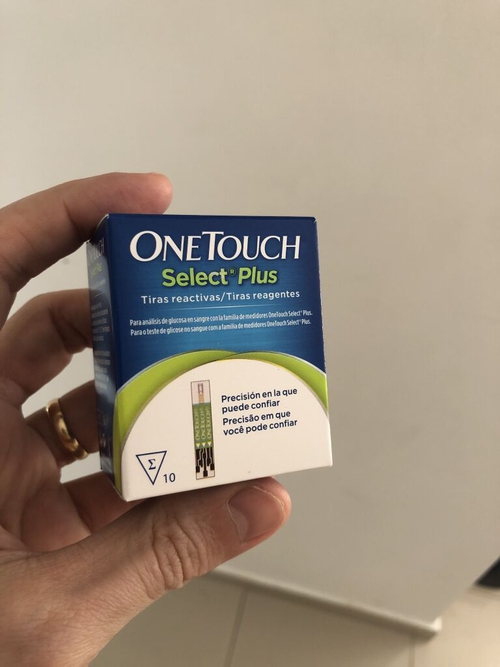 ONETOUCH
Select® Plus
Tiras reactivas/Tiras reagentes
Para análisis de glucosa en sangre con la familia de medidores OneTouch Select® Plus.
Para o teste de glicose no sangue com a família de medidores OneTouch Select® Plus.
Precisión en la que
puede confiar
Precisão em que
você pode confiar
Σ
10
ONETOUCH